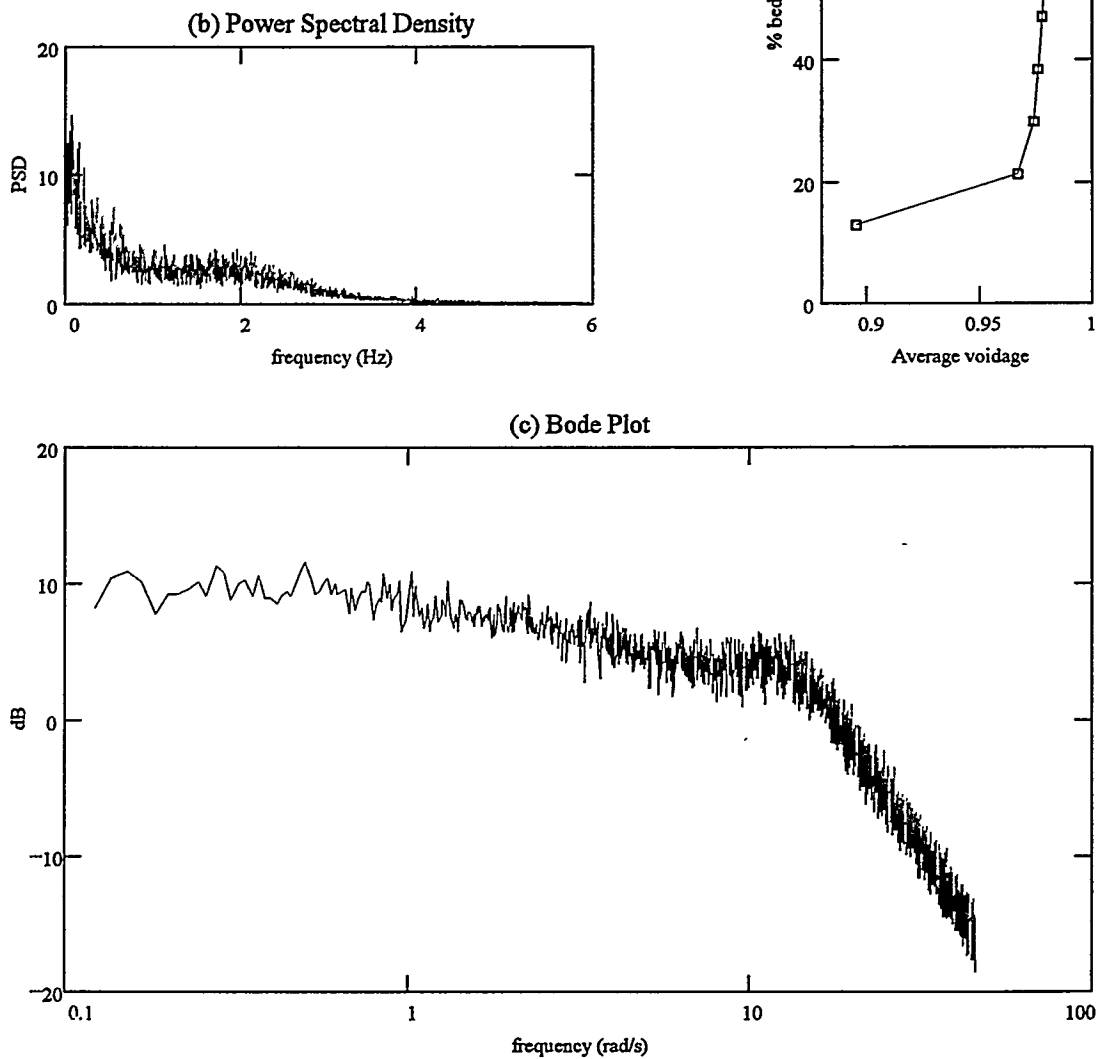 (b) Power Spectral Density
20
10
0
PSD
0 2 4 6
frequency (Hz)
% bed
40
20
0
0.9 0.95 1
Average voidage
(c) Bode Plot
20
10
0
-10
-20
dB
0.1 1 10 100
frequency (rad/s)